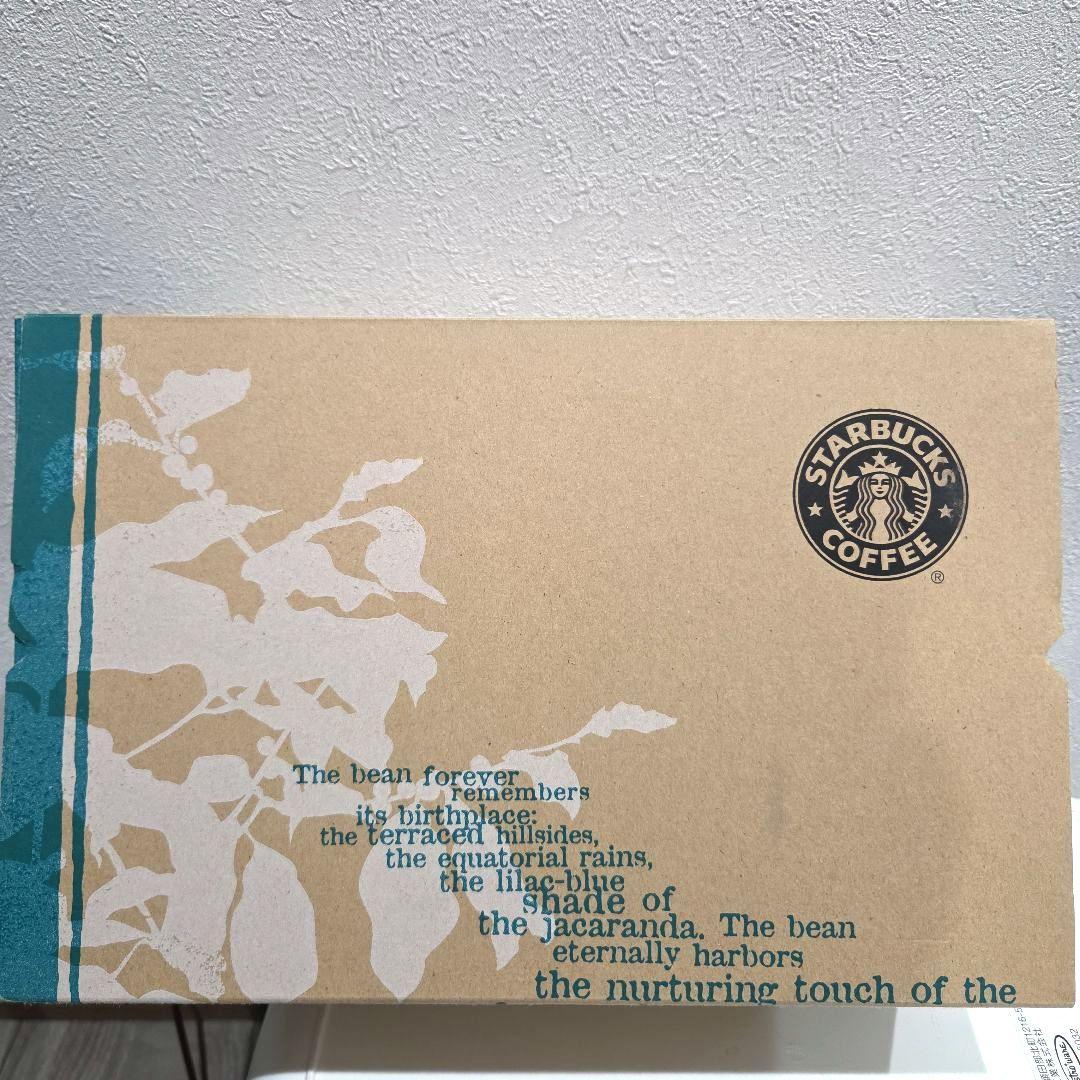 STARBUCKS
COFFEE
®
The bean forever
remembers
its birthplace:
the terraced hillsides,
the equatorial rains,
the lilac-blue
shade of
the jacaranda. The bean
eternally harbors
the nurturing touch of the